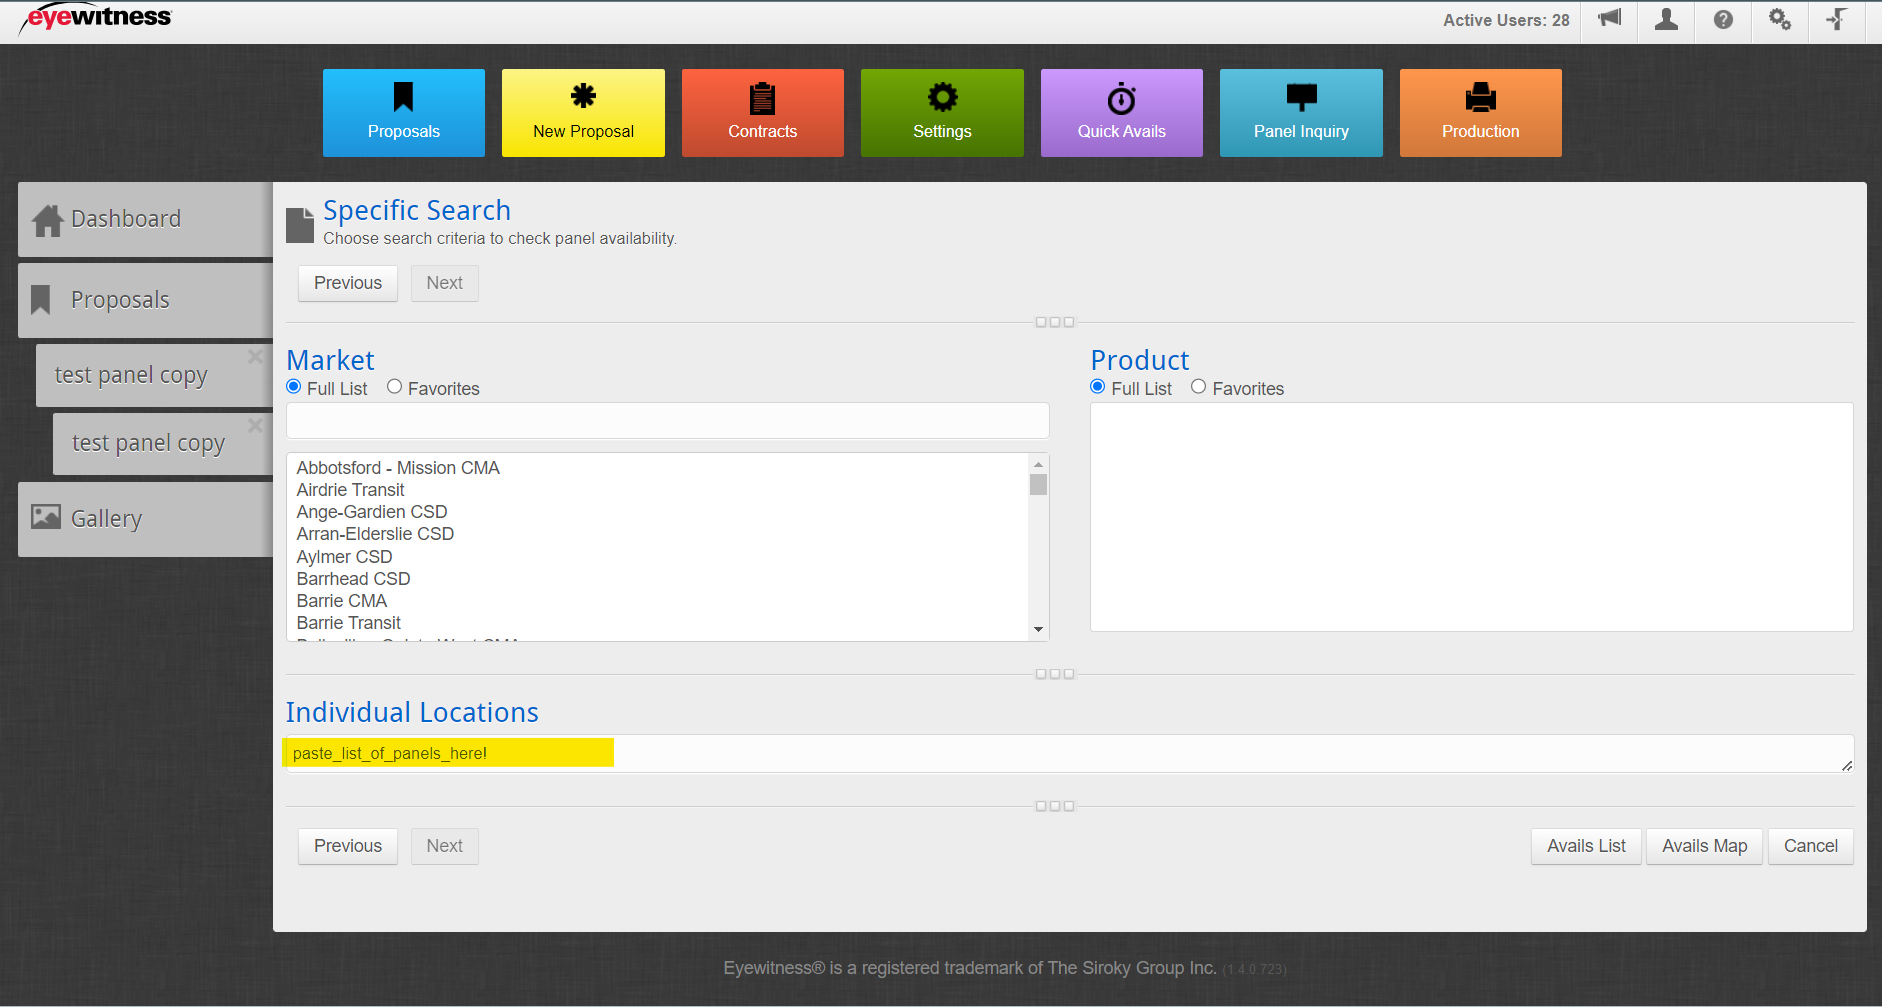 eyewitness
Active Users: 28
Proposals
New Proposal
Contracts
Settings
Quick Avails
Panel Inquiry
Production
Dashboard
Proposals
test panel copy
test panel copy
Gallery
Specific Search
Choose search criteria to check panel availability.
Previous
Next
Market
Full List
Favorites
Abbotsford - Mission CMA
Airdrie Transit
Ange-Gardien CSD
Arran-Elderslie CSD
Aylmer CSD
Barrhead CSD
Barrie CMA
Barrie Transit
Product
Full List
Favorites
Individual Locations
paste_list_of_panels_here!
Previous
Next
Avails List
Avails Map
Cancel
Eyewitness® is a registered trademark of The Siroky Group Inc. (1.4.0.723)